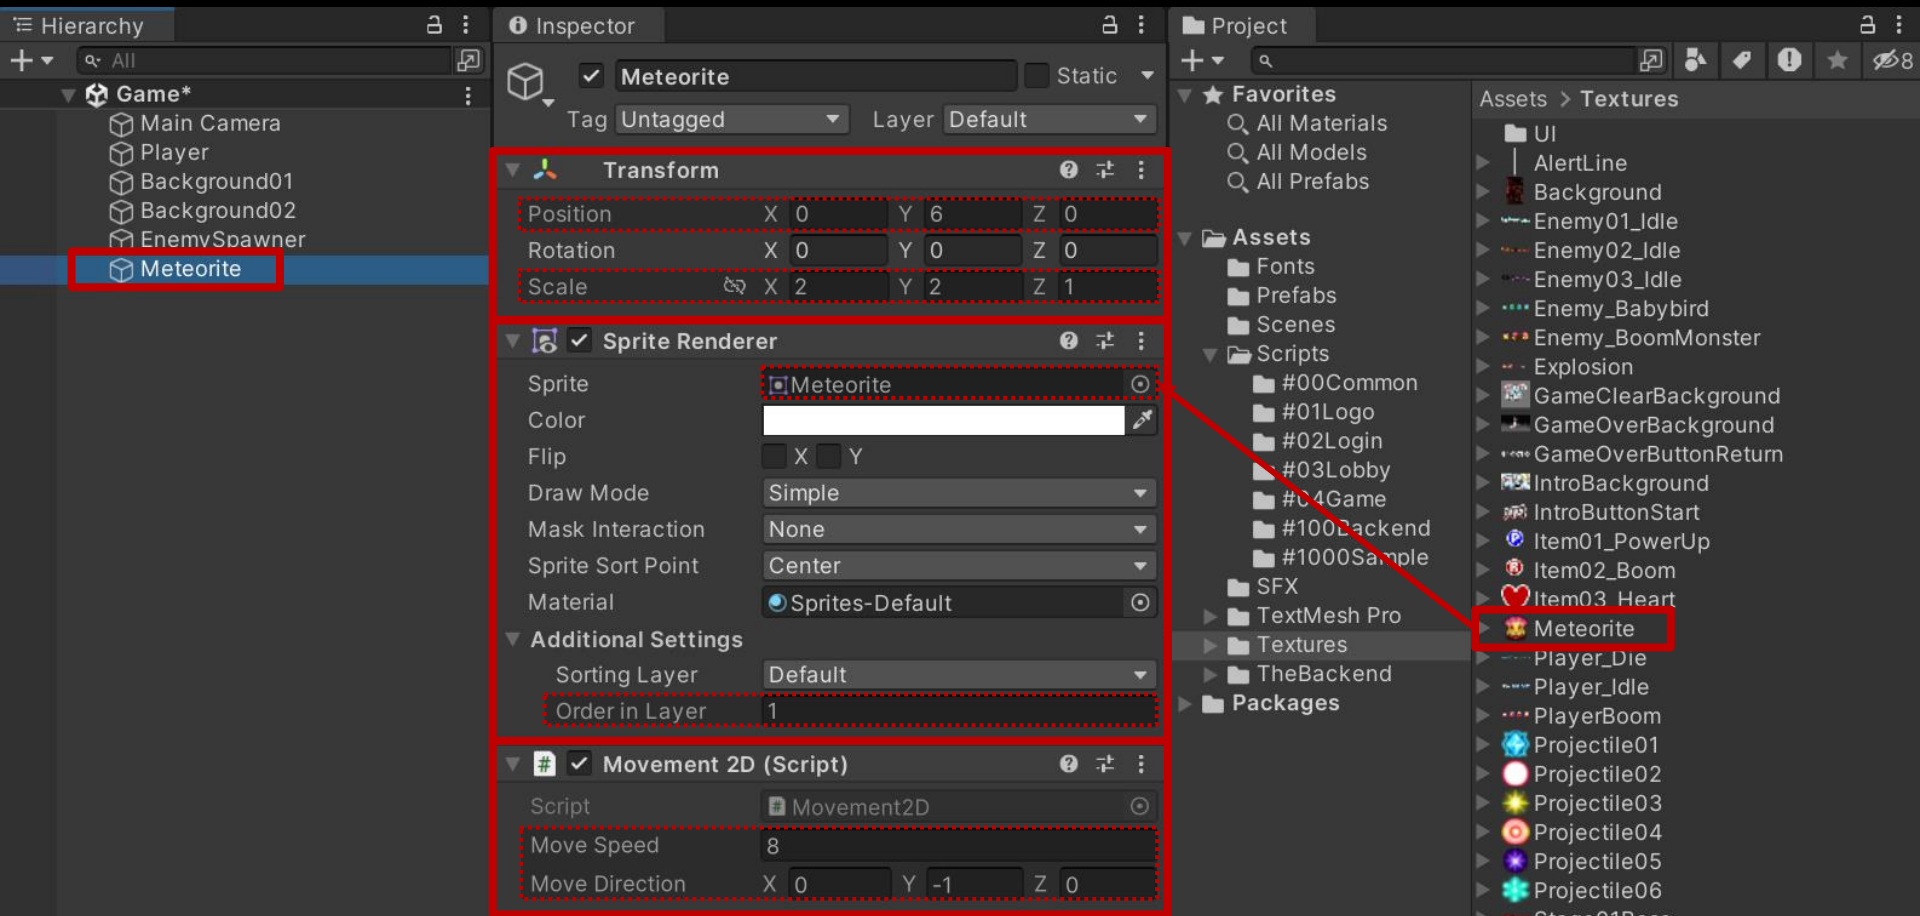 Hierarchy
All
Game*
Main Camera
Player
Background01
Background02
EnemySpawner
Meteorite
Inspector
Meteorite
Static
Tag Untagged Layer Default
Transform
Position X 0 Y 6 Z 0
Rotation X 0 Y 0 Z 0
Scale X 2 Y 2 Z 1
Sprite Renderer
Sprite Meteorite
Color
Flip X Y
Draw Mode Simple
Mask Interaction None
Sprite Sort Point Center
Material Sprites-Default
Additional Settings
Sorting Layer Default
Order in Layer 1
# Movement 2D (Script)
Script # Movement2D
Move Speed 8
Move Direction X 0 Y -1 Z 0
Project
8
Favorites
All Materials
All Models
All Prefabs
Assets
Fonts
Prefabs
Scenes
Scripts
#00Common
#01Logo
#02Login
#03Lobby
#04Game
#100Backend
#1000Sample
SFX
TextMesh Pro
Textures
TheBackend
Packages
Assets > Textures
UI
AlertLine
Background
Enemy01_Idle
Enemy02_Idle
Enemy03_Idle
Enemy_Babybird
Enemy_BoomMonster
Explosion
GameClearBackground
GameOverBackground
GameOverButtonReturn
IntroBackground
IntroButtonStart
Item01_PowerUp
Item02_Boom
Item03_Heart
Meteorite
Player_Die
Player_Idle
PlayerBoom
Projectile01
Projectile02
Projectile03
Projectile04
Projectile05
Projectile06